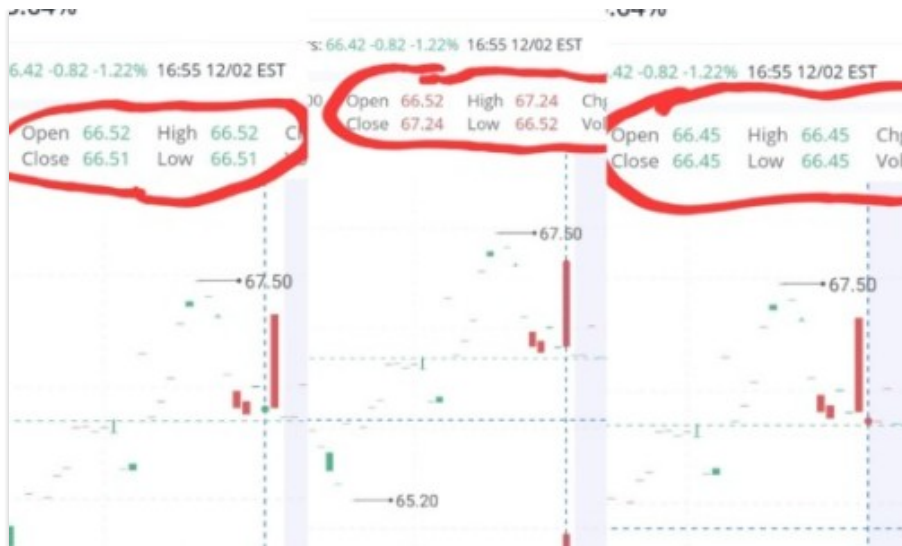 6.42 -0.82 -1.22% 16:55 12/02 EST
Open 66.52 High 66.52
Close 66.51 Low 66.51
67.50
s: 66.42 -0.82 -1.22% 16:55 12/02 EST
00 Open 66.52 High 67.24 Chg
Close 67.24 Low 66.52 Vol
67.50
65.20
.42 -0.82 -1.22% 16:55 12/02 EST
Open 66.45 High 66.45 Chg
Close 66.45 Low 66.45 Vol
67.50